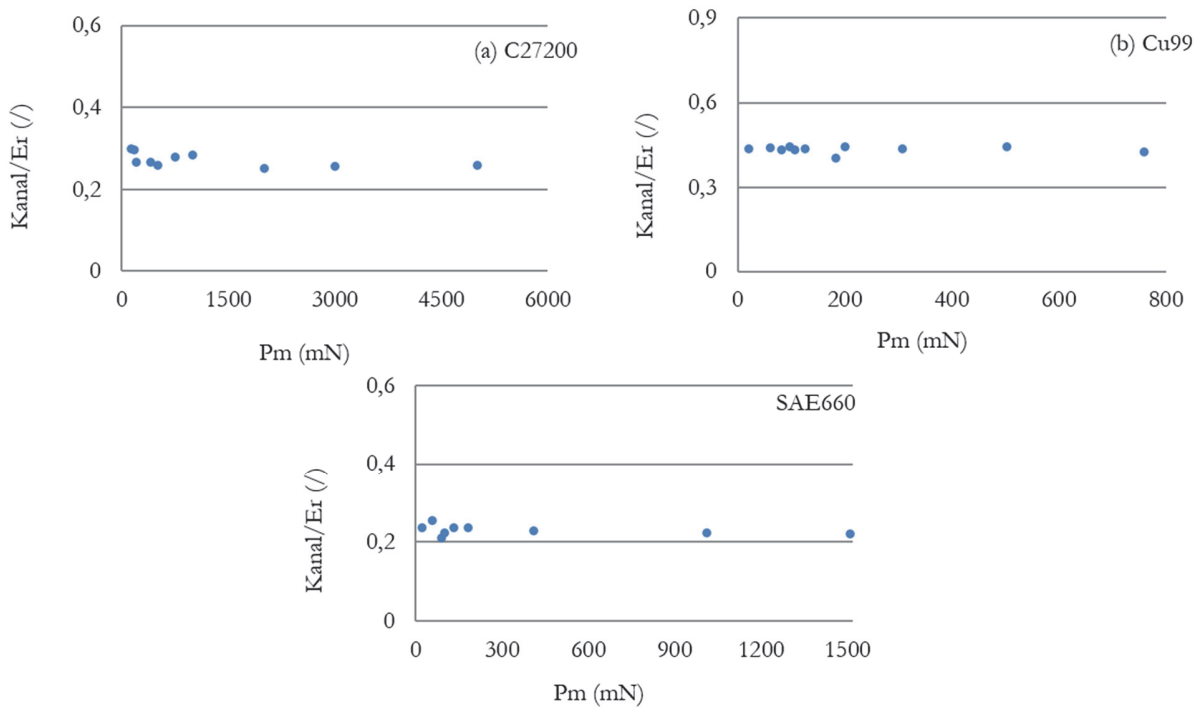 0,6
(a) C27200
0,4
0,2
0
Kanal/Er (/)
0 1500 3000 4500 6000
Pm (mN)
0,9
(b) Cu99
0,6
0,3
0
Kanal/Er (/)
0 200 400 600 800
Pm (mN)
0,6
SAE660
0,4
0,2
0
Kanal/Er (/)
0 300 600 900 1200 1500
Pm (mN)